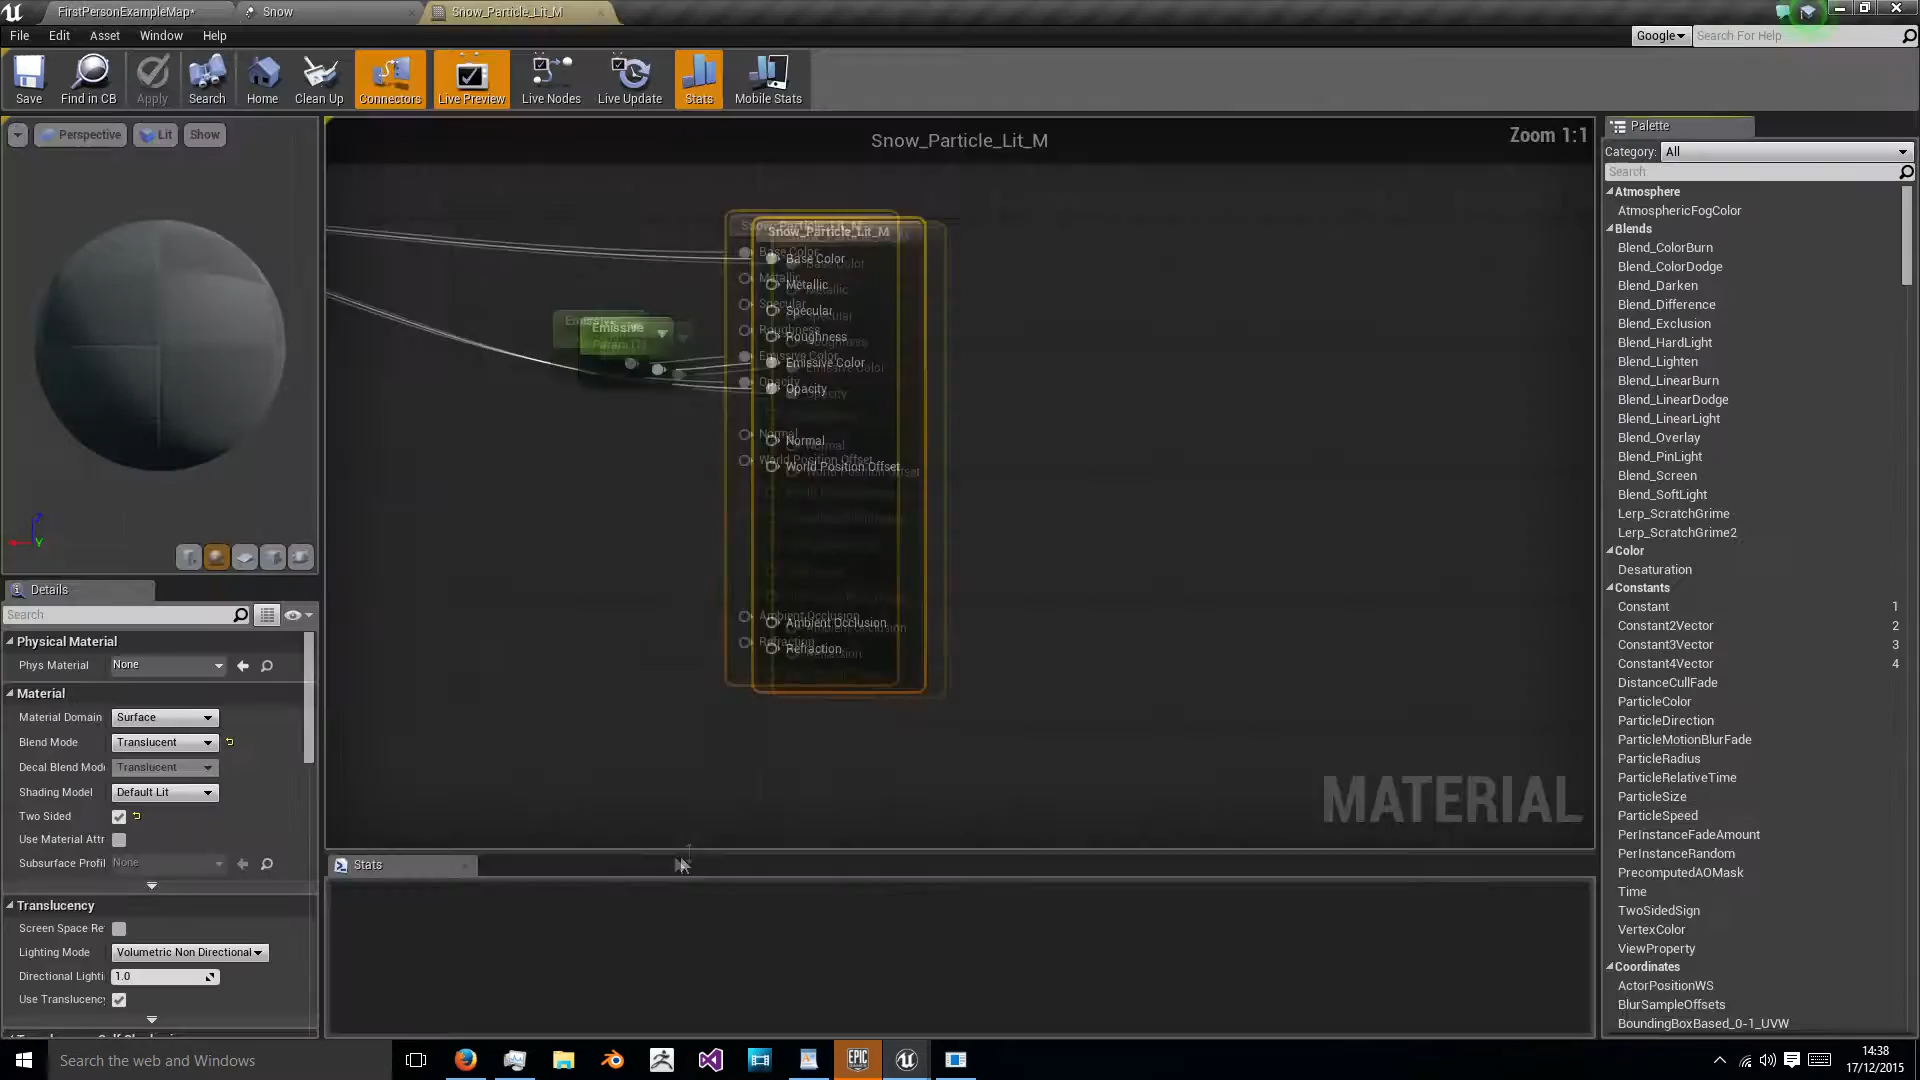 FirstPersonExampleMap*
Snow
Snow_Particle_Lit_M
File Edit Asset Window Help
Google
Search For Help
Save
Find in CB
Apply
Search
Home
Clean Up
Connectors
Live Preview
Live Nodes
Live Update
Stats
Mobile Stats
Perspective
Lit
Show
Snow_Particle_Lit_M
Zoom 1:1
Snow_Particle_Lit_M
Base Color
Metallic
Specular
Roughness
Emissive Color
Opacity
Normal
World Position Offset
Ambient Occlusion
Refraction
Emissive
Param (1)
MATERIAL
Stats
Details
Search
Physical Material
Phys Material None
Material
Material Domain Surface
Blend Mode Translucent
Decal Blend Mod Translucent
Shading Model Default Lit
Two Sided
Use Material Attr
Subsurface Profil None
Translucency
Screen Space Re
Lighting Mode Volumetric Non Directional
Directional Lighti 1.0
Use Translucency
Palette
Category: All
Search
Atmosphere
AtmosphericFogColor
Blends
Blend_ColorBurn
Blend_ColorDodge
Blend_Darken
Blend_Difference
Blend_Exclusion
Blend_HardLight
Blend_Lighten
Blend_LinearBurn
Blend_LinearDodge
Blend_LinearLight
Blend_Overlay
Blend_PinLight
Blend_Screen
Blend_SoftLight
Lerp_ScratchGrime
Lerp_ScratchGrime2
Color
Desaturation
Constants
Constant 1
Constant2Vector 2
Constant3Vector 3
Constant4Vector 4
DistanceCullFade
ParticleColor
ParticleDirection
ParticleMotionBlurFade
ParticleRadius
ParticleRelativeTime
ParticleSize
ParticleSpeed
PerInstanceFadeAmount
PerInstanceRandom
PrecomputedAOMask
Time
TwoSidedSign
VertexColor
ViewProperty
Coordinates
ActorPositionWS
BlurSampleOffsets
BoundingBoxBased_0-1_UVW
Search the web and Windows
EPIC
14:38
17/12/2015